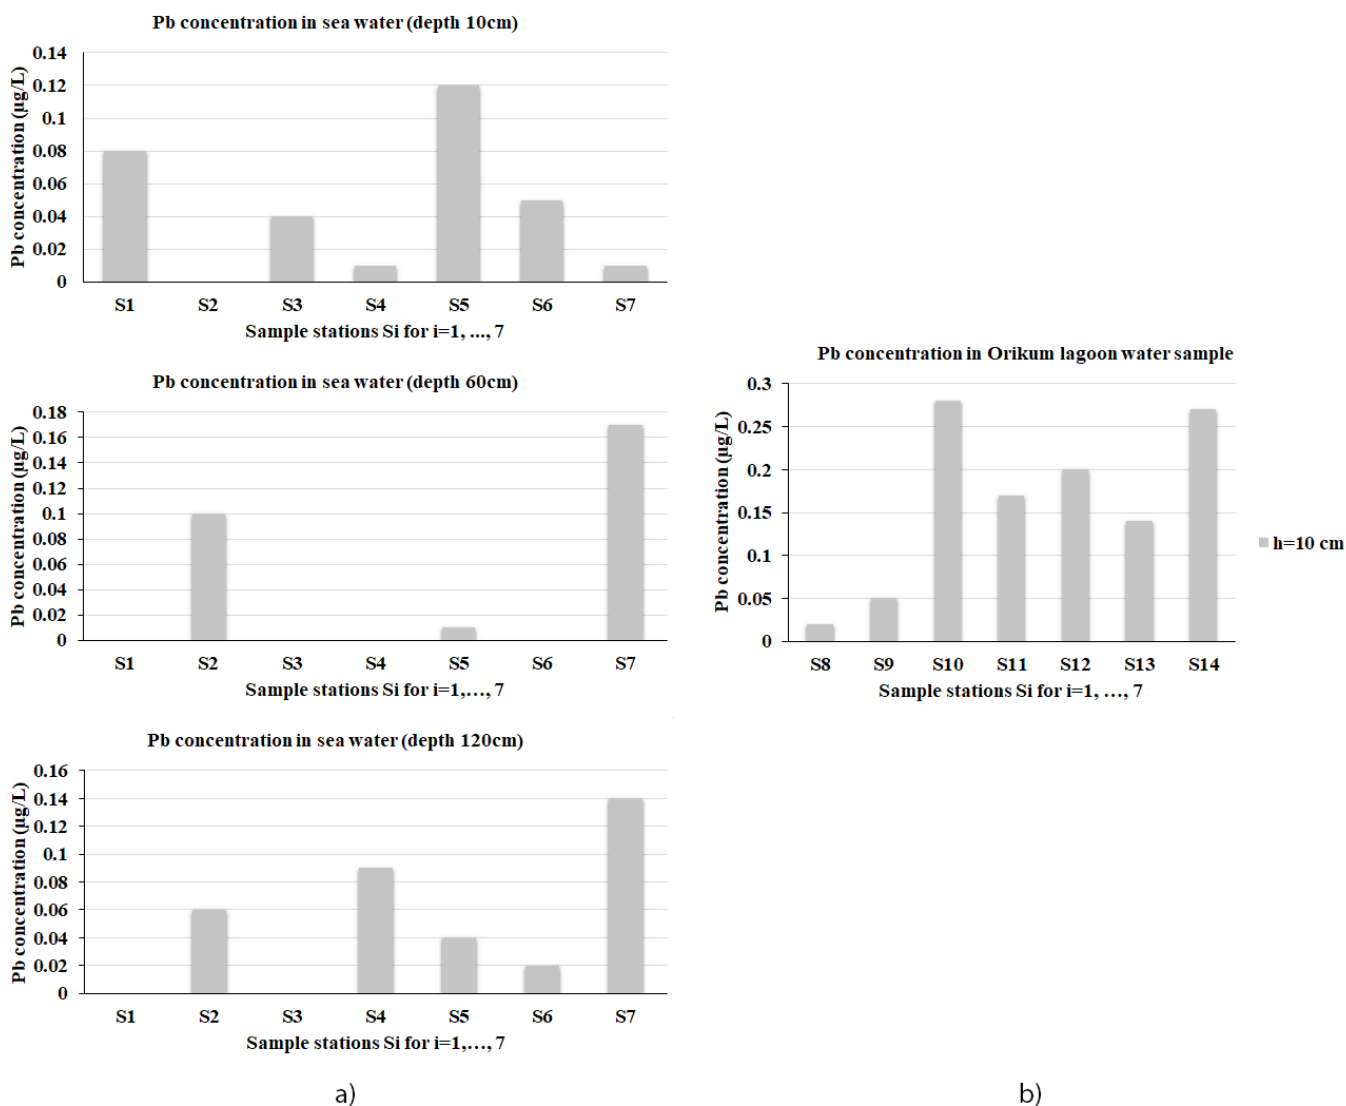 Pb concentration in sea water (depth 10cm)
Pb concentration (µg/L)
0.14
0.12
0.1
0.08
0.06
0.04
0.02
0
S1 S2 S3 S4 S5 S6 S7
Sample stations Si for i=1, ..., 7
Pb concentration in sea water (depth 60cm)
Pb concentration (µg/L)
0.18
0.16
0.14
0.12
0.1
0.08
0.06
0.04
0.02
0
S1 S2 S3 S4 S5 S6 S7
Sample stations Si for i=1,…, 7
Pb concentration in sea water (depth 120cm)
Pb concentration (µg/L)
0.16
0.14
0.12
0.1
0.08
0.06
0.04
0.02
0
S1 S2 S3 S4 S5 S6 S7
Sample stations Si for i=1,…, 7
a)
Pb concentration in Orikum lagoon water sample
Pb concentration (µg/L)
0.3
0.25
0.2
0.15
0.1
0.05
0
S8 S9 S10 S11 S12 S13 S14
Sample stations Si for i=1, …, 7
h=10 cm
b)